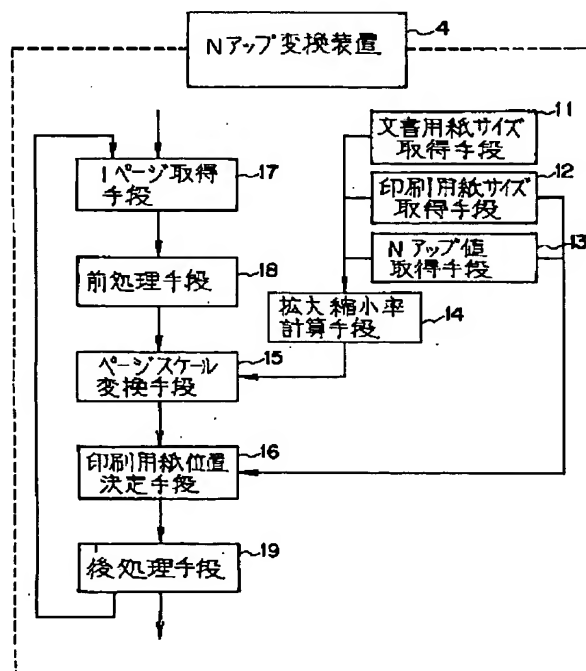 Nアップ変換装置
4
1ページ取得
手段
17
前処理手段
18
ページスケール
変換手段
15
印刷用紙位置
決定手段
16
後処理手段
19
文書用紙サイズ
取得手段
11
印刷用紙サイズ
取得手段
12
Nアップ値
取得手段
13
拡大縮小率
計算手段
14